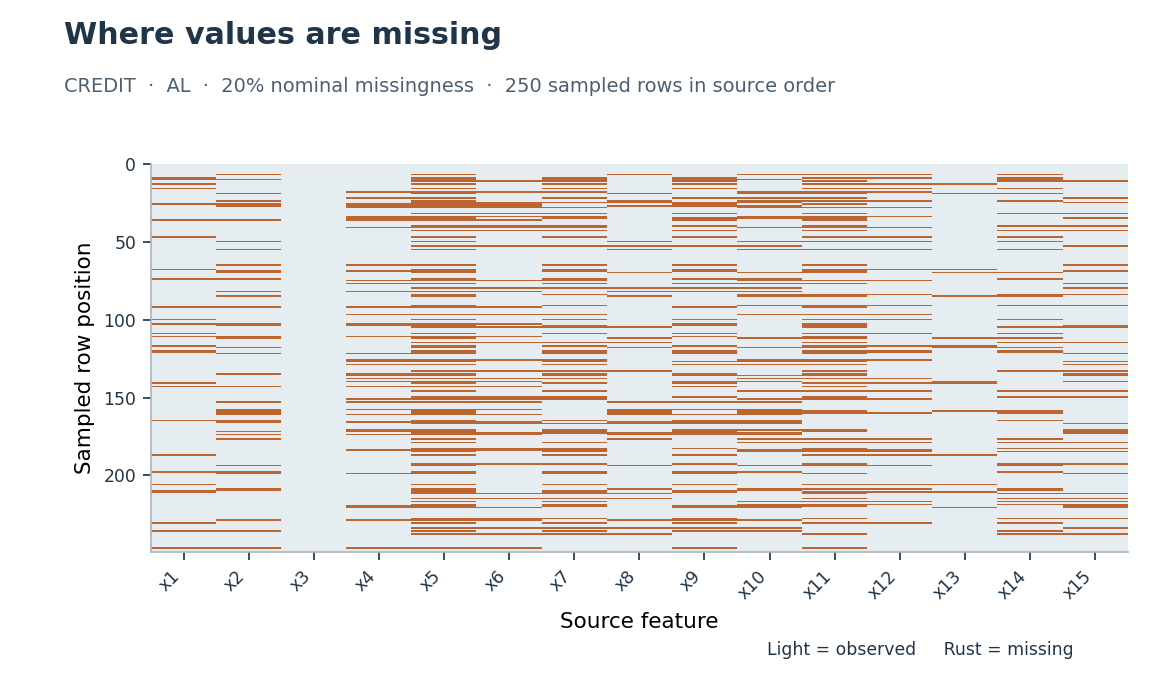 Where values are missing
CREDIT · AL · 20% nominal missingness · 250 sampled rows in source order
0
50
100
150
200
Sampled row position
x1 x2 x3 x4 x5 x6 x7 x8 x9 x10 x11 x12 x13 x14 x15
Source feature
Light = observed Rust = missing